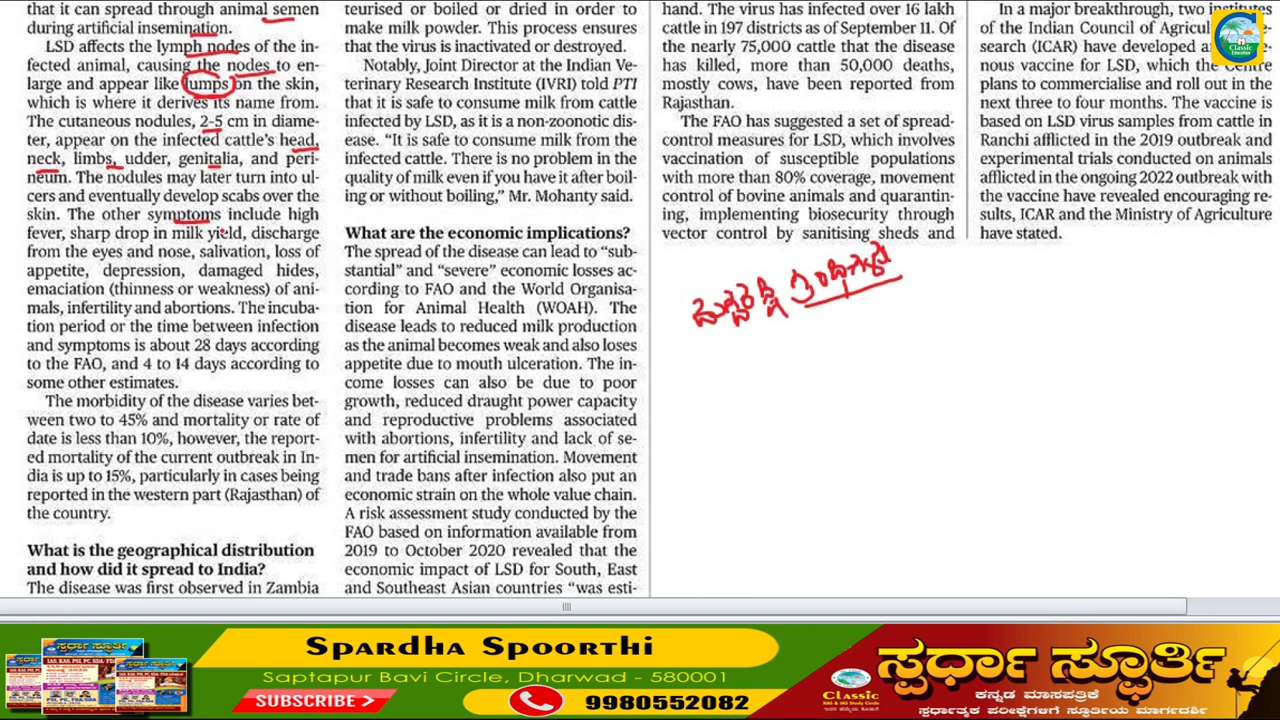 that it can spread through animal semen
during artificial insemination.
LSD affects the lymph nodes of the in-
fected animal, causing the nodes to en-
large and appear like lumps on the skin,
which is where it derives its name from.
The cutaneous nodules, 2-5 cm in diame-
ter, appear on the infected cattle's head,
neck, limbs, udder, genitalia, and peri-
neum. The nodules may later turn into ul-
cers and eventually develop scabs over the
skin. The other symptoms include high
fever, sharp drop in milk yield, discharge
from the eyes and nose, salivation, loss of
appetite, depression, damaged hides,
emaciation (thinness or weakness) of ani-
mals, infertility and abortions. The incuba-
tion period or the time between infection
and symptoms is about 28 days according
to the FAO, and 4 to 14 days according to
some other estimates.
The morbidity of the disease varies bet-
ween two to 45% and mortality or rate of
date is less than 10%, however, the report-
ed mortality of the current outbreak in In-
dia is up to 15%, particularly in cases being
reported in the western part (Rajasthan) of
the country.
What is the geographical distribution
and how did it spread to India?
The disease was first observed in Zambia
teurised or boiled or dried in order to
make milk powder. This process ensures
that the virus is inactivated or destroyed.
Notably, Joint Director at the Indian Ve-
terinary Research Institute (IVRI) told PTI
that it is safe to consume milk from cattle
infected by LSD, as it is a non-zoonotic dis-
ease. “It is safe to consume milk from the
infected cattle. There is no problem in the
quality of milk even if you have it after boil-
ing or without boiling,” Mr. Mohanty said.
What are the economic implications?
The spread of the disease can lead to “sub-
stantial” and “severe” economic losses ac-
cording to FAO and the World Organisa-
tion for Animal Health (WOAH). The
disease leads to reduced milk production
as the animal becomes weak and also loses
appetite due to mouth ulceration. The in-
come losses can also be due to poor
growth, reduced draught power capacity
and reproductive problems associated
with abortions, infertility and lack of se-
men for artificial insemination. Movement
and trade bans after infection also put an
economic strain on the whole value chain.
A risk assessment study conducted by the
FAO based on information available from
2019 to October 2020 revealed that the
economic impact of LSD for South, East
and Southeast Asian countries “was esti-
hand. The virus has infected over 16 lakh
cattle in 197 districts as of September 11. Of
the nearly 75,000 cattle that the disease
has killed, more than 50,000 deaths,
mostly cows, have been reported from
Rajasthan.
The FAO has suggested a set of spread-
control measures for LSD, which involves
vaccination of susceptible populations
with more than 80% coverage, movement
control of bovine animals and quarantin-
ing, implementing biosecurity through
vector control by sanitising sheds and
In a major breakthrough, two institutes
of the Indian Council of Agricul
search (ICAR) have developed an
nous vaccine for LSD, which the Centre
plans to commercialise and roll out in the
next three to four months. The vaccine is
based on LSD virus samples from cattle in
Ranchi afflicted in the 2019 outbreak and
experimental trials conducted on animals
afflicted in the ongoing 2022 outbreak with
the vaccine have revealed encouraging re-
sults, ICAR and the Ministry of Agriculture
have stated.
Classic
Education
Spardha Spoorthi
Saptapur Bavi Circle, Dharwad - 580001
SUBSCRIBE
9980552082
Classic
KAS & IAS Study Circle
ಸ್ಪರ್ಧಾ ಸ್ಫೂರ್ತಿ
ಕನ್ನಡ ಮಾಸಪತ್ರಿಕೆ
ಸ್ಪರ್ಧಾತ್ಮಕ ಪರೀಕ್ಷೆಗಳಿಗೆ ಸ್ಫೂರ್ತಿಯ ಮಾರ್ಗದರ್ಶಿ